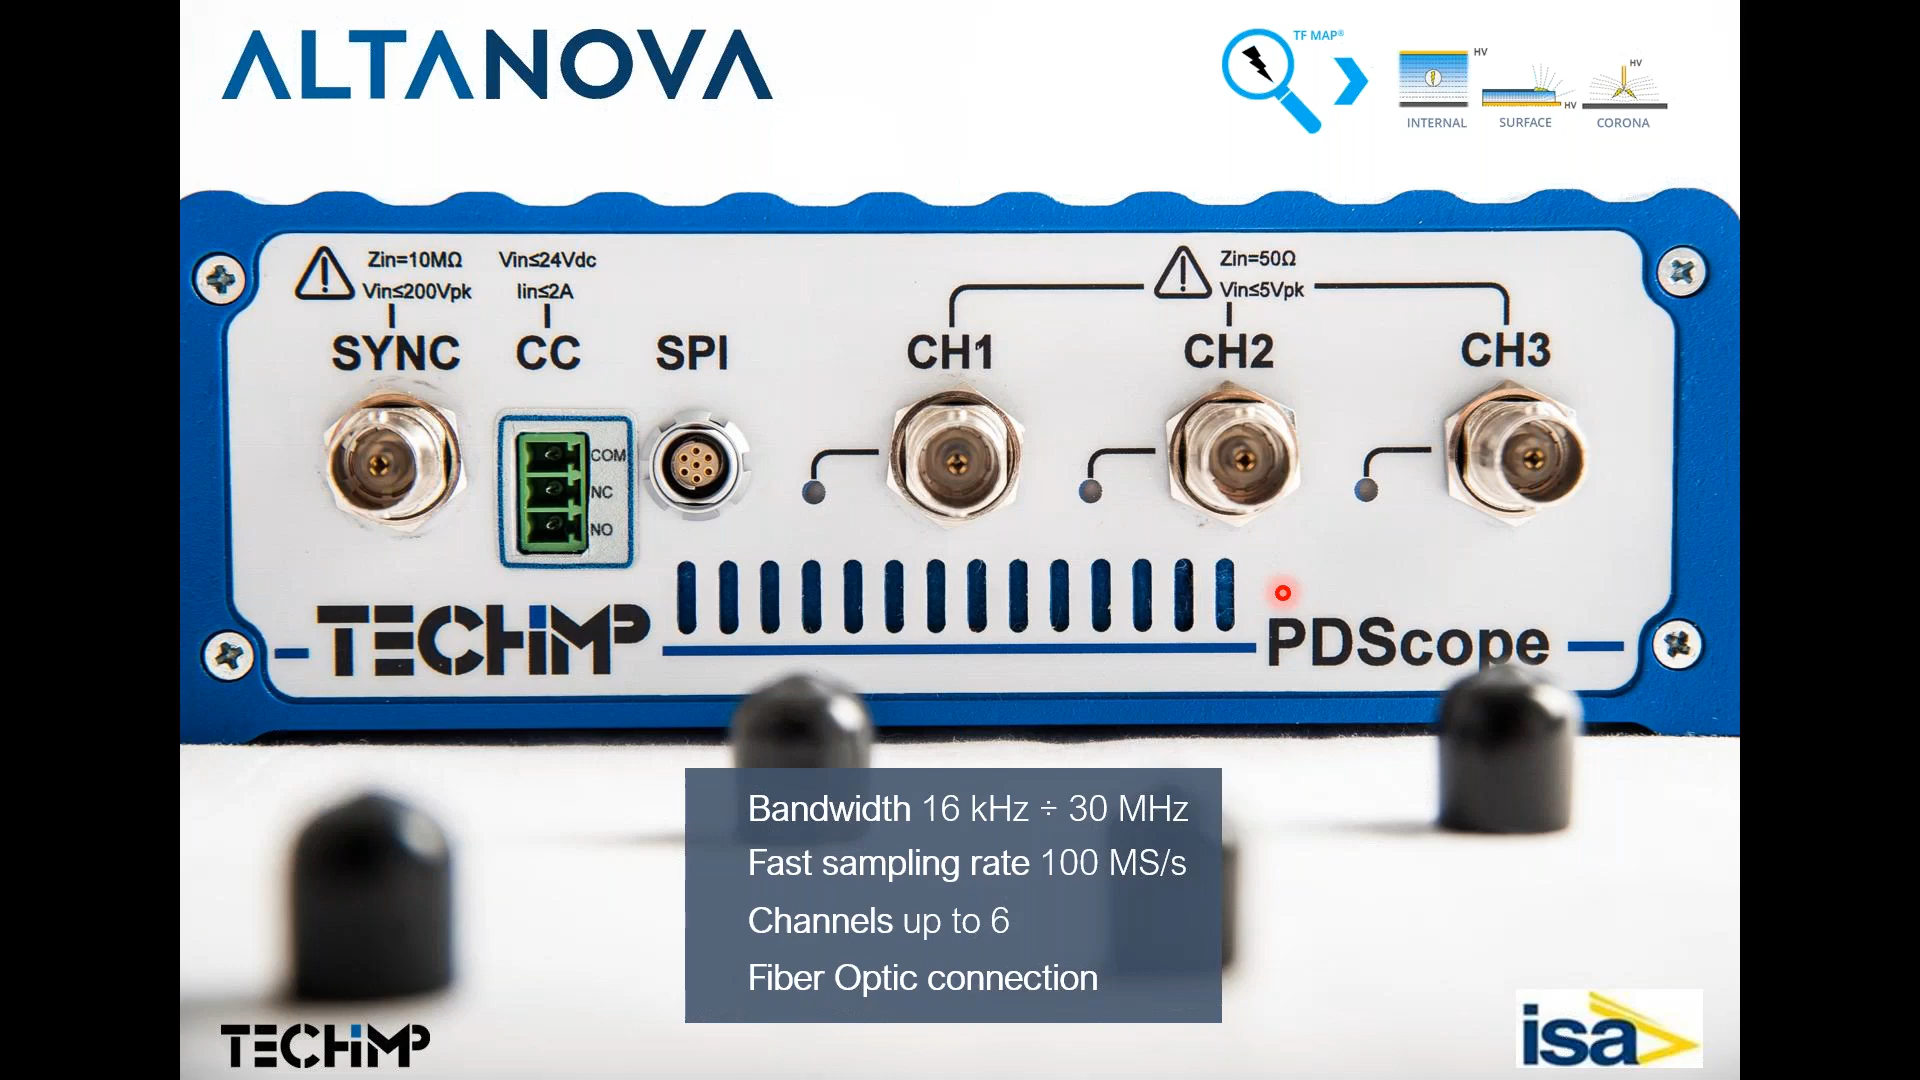 ALTANOVA
TF MAP®
HV
HV
HV
INTERNAL
SURFACE
CORONA
Zin=10MΩ
Vin≤200Vpk
Vin≤24Vdc
Iin≤2A
Zin=50Ω
Vin≤5Vpk
SYNC
CC
SPI
CH1
CH2
CH3
COM
NC
NO
TECHIMP
PDScope
Bandwidth 16 kHz ÷ 30 MHz
Fast sampling rate 100 MS/s
Channels up to 6
Fiber Optic connection
TECHIMP
isa